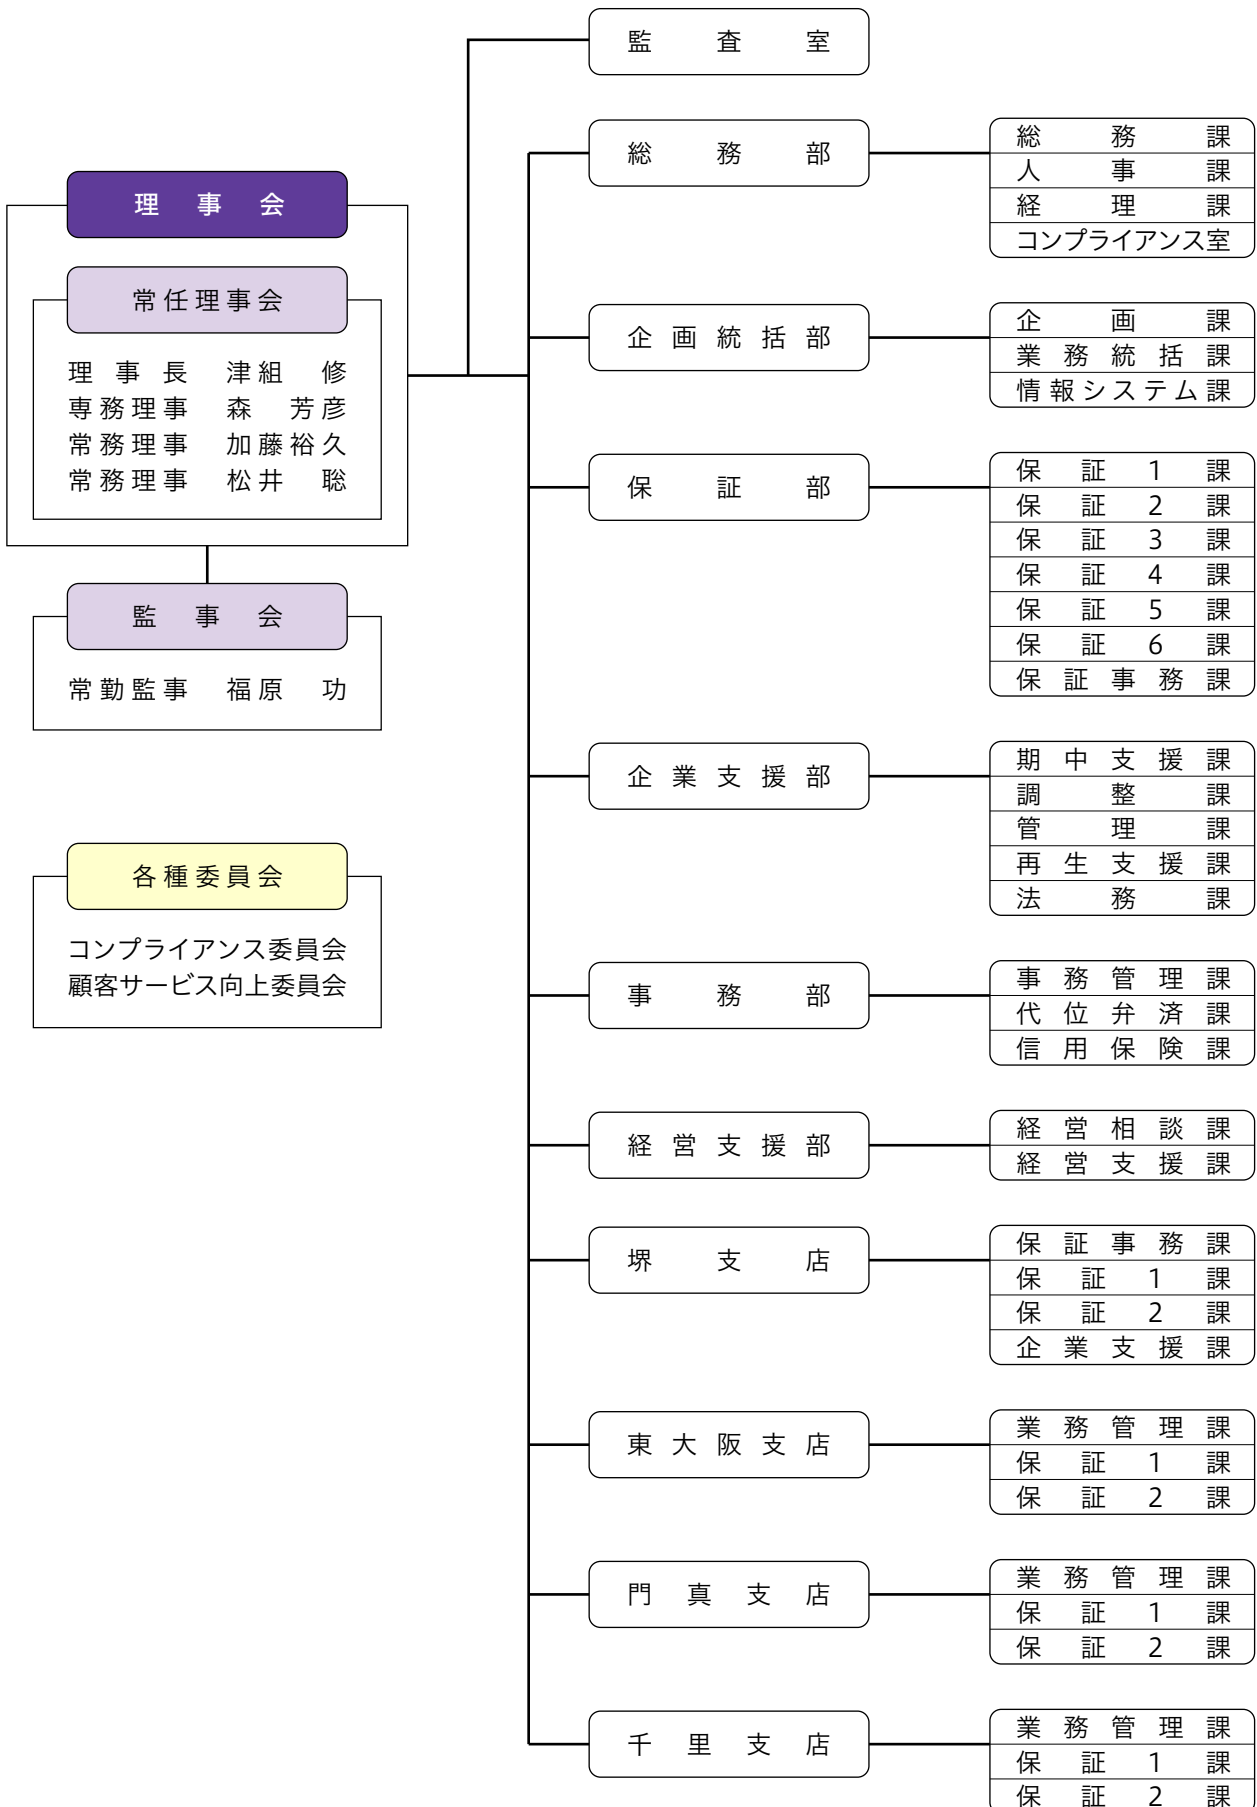 理事会
常任理事会
理事長 津組 修
専務理事 森 芳彦
常務理事 加藤裕久
常務理事 松井 聡
監事会
常勤監事 福原 功
各種委員会
コンプライアンス委員会
顧客サービス向上委員会
監査室
総務部
総務課
人事課
経理課
コンプライアンス室
企画統括部
企画課
業務統括課
情報システム課
保証部
保証1課
保証2課
保証3課
保証4課
保証5課
保証6課
保証事務課
企業支援部
期中支援課
調整課
管理課
再生支援課
法務課
事務部
事務管理課
代位弁済課
信用保険課
経営支援部
経営相談課
経営支援課
堺支店
保証事務課
保証1課
保証2課
企業支援課
東大阪支店
業務管理課
保証1課
保証2課
門真支店
業務管理課
保証1課
保証2課
千里支店
業務管理課
保証1課
保証2課